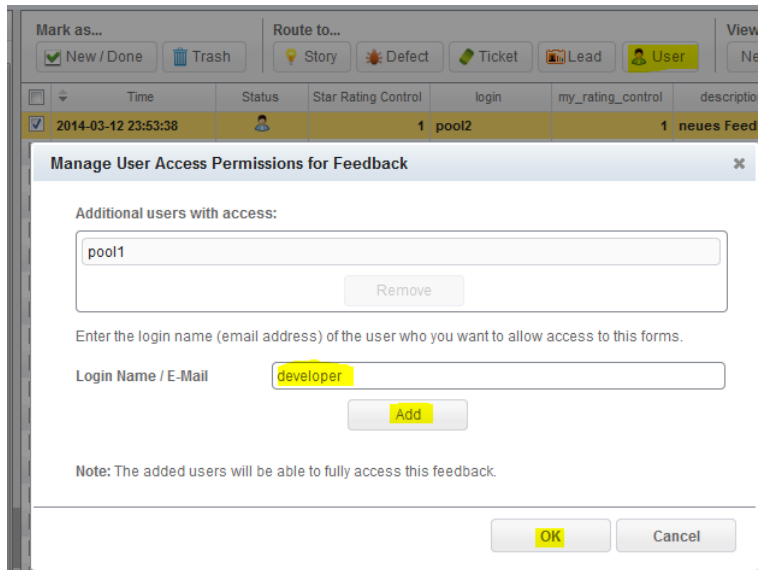 Mark as... Route to... View
New / Done Trash Story Defect Ticket Lead User Ne
Time Status Star Rating Control login my_rating_control descriptio
2014-03-12 23:53:38 1 pool2 1 neues Feed
Manage User Access Permissions for Feedback
Additional users with access:
pool1
Remove
Enter the login name (email address) of the user who you want to allow access to this forms.
Login Name / E-Mail developer
Add
Note: The added users will be able to fully access this feedback.
OK Cancel